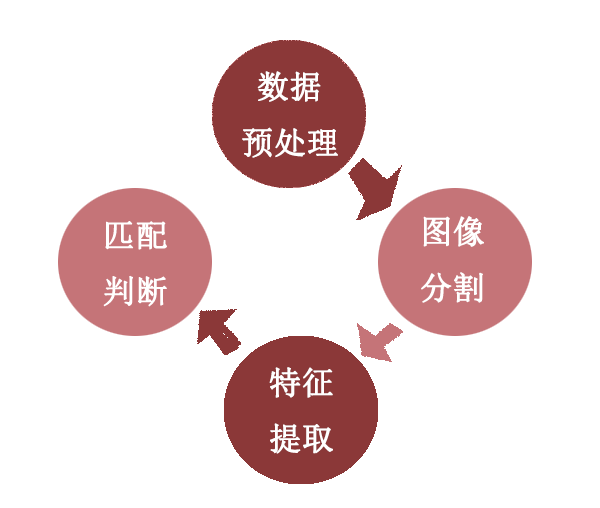 数据
预处理
图像
分割
特征
提取
匹配
判断